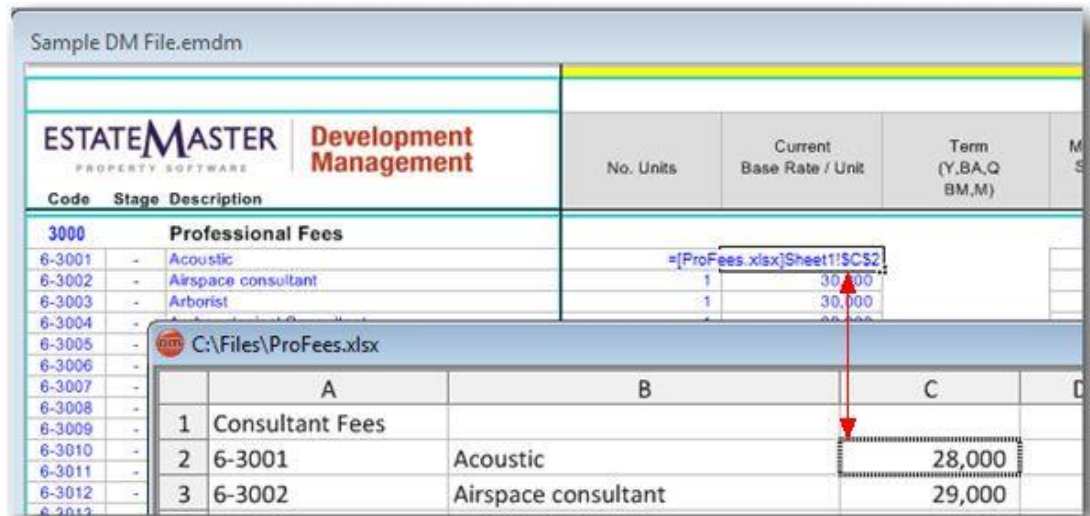 Sample DM File.emdm
ESTATEMASTER Development Management
PROPERTY SOFTWARE
No. Units
Current Base Rate / Unit
Term (Y,BA,Q BM,M)
Code Stage Description
3000 Professional Fees
6-3001 - Acoustic =[ProFees.xlsx]Sheet1!$C$2
6-3002 - Airspace consultant 1 30,000
6-3003 - Arborist 1 30,000
6-3004 -
6-3005 -
6-3006 -
6-3007 -
6-3008 -
6-3009 -
6-3010 -
6-3011 -
6-3012 -
dm C:\Files\ProFees.xlsx
A B C
1 Consultant Fees
2 6-3001 Acoustic 28,000
3 6-3002 Airspace consultant 29,000